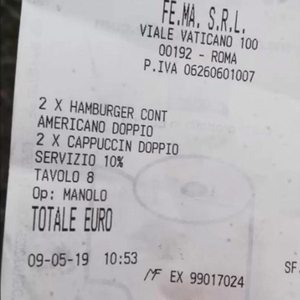 FE.MA. S.R.L.
VIALE VATICANO 100
00192 - ROMA
P.IVA 06260601007
2 X HAMBURGER CONT
AMERICANO DOPPIO
2 X CAPPUCCIN DOPPIO
SERVIZIO 10%
TAVOLO 8
Op: MANOLO
TOTALE EURO
09-05-19 10:53
SF.
MF EX 99017024